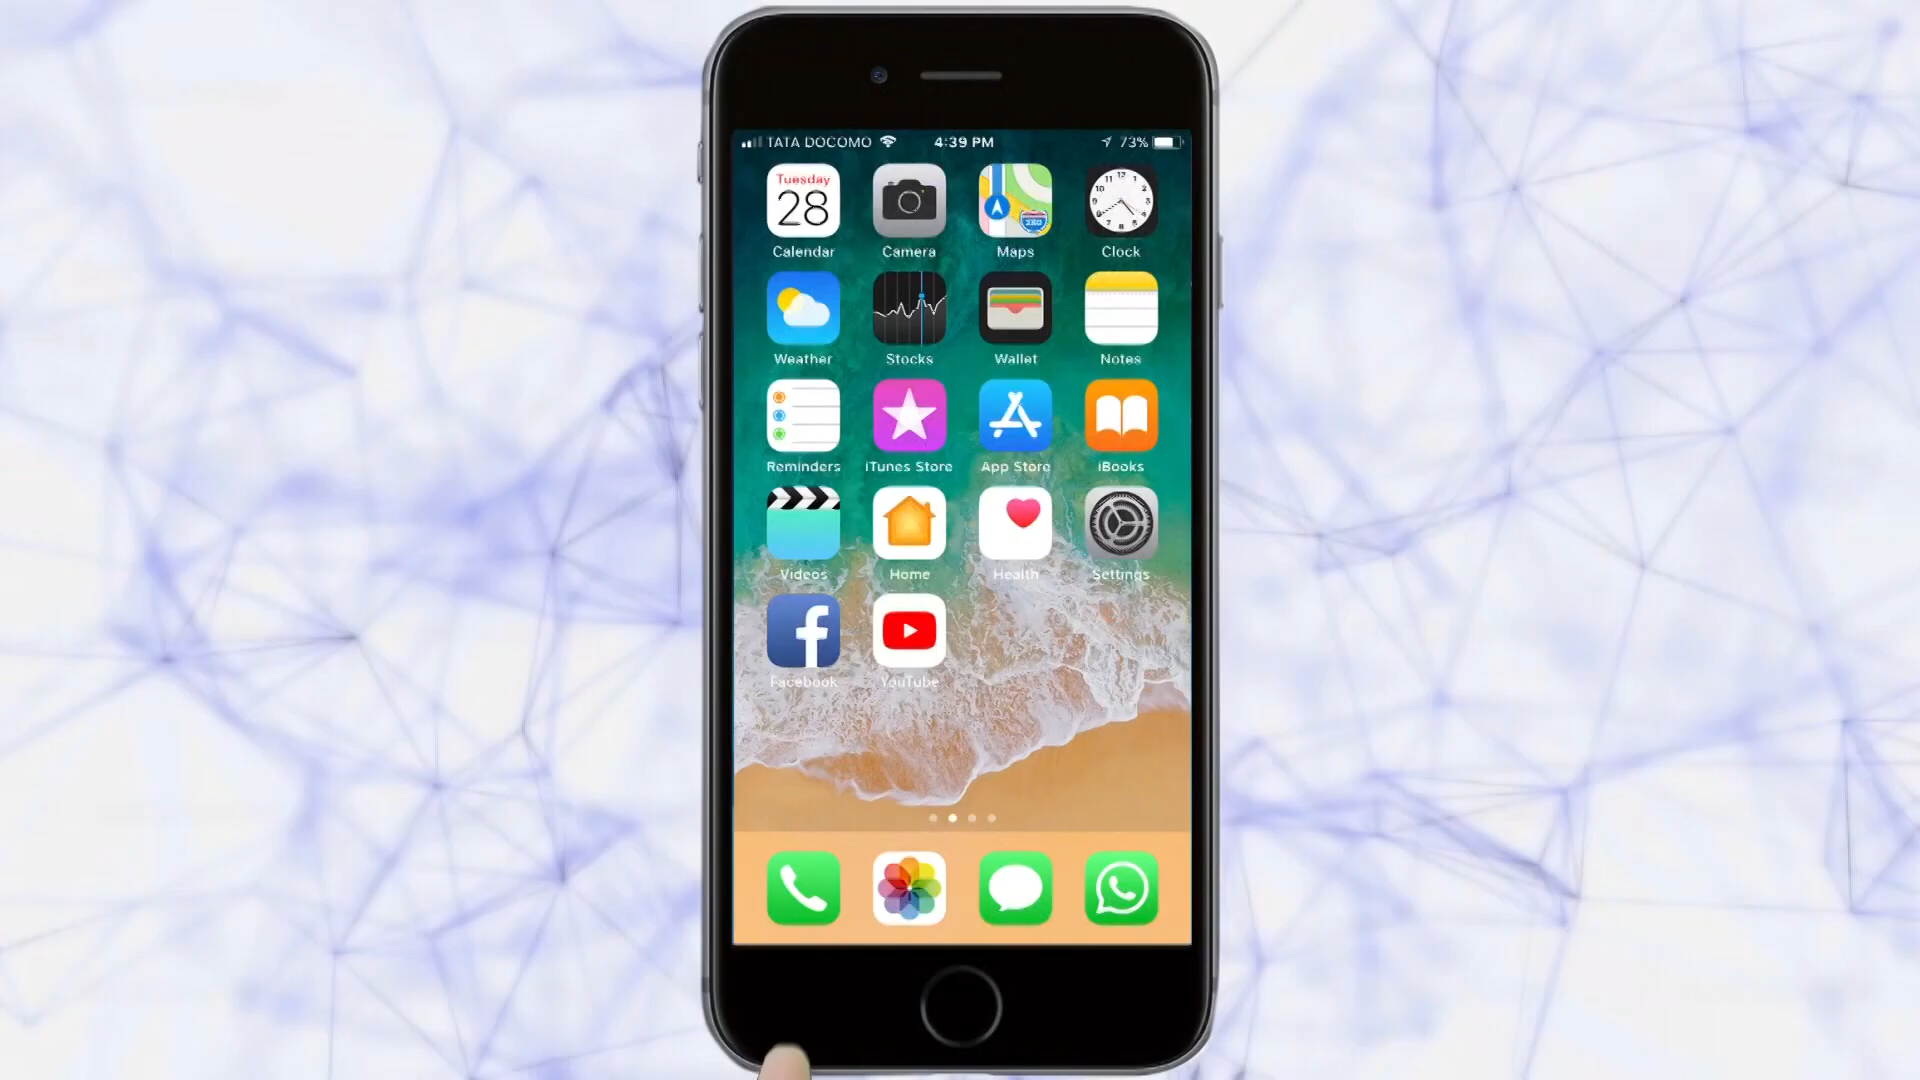 TATA DOCOMO 4:39 PM 73%
Tuesday
28
Calendar Camera Maps Clock
Weather Stocks Wallet Notes
Reminders iTunes Store App Store iBooks
Videos Home Health Settings
Facebook YouTube